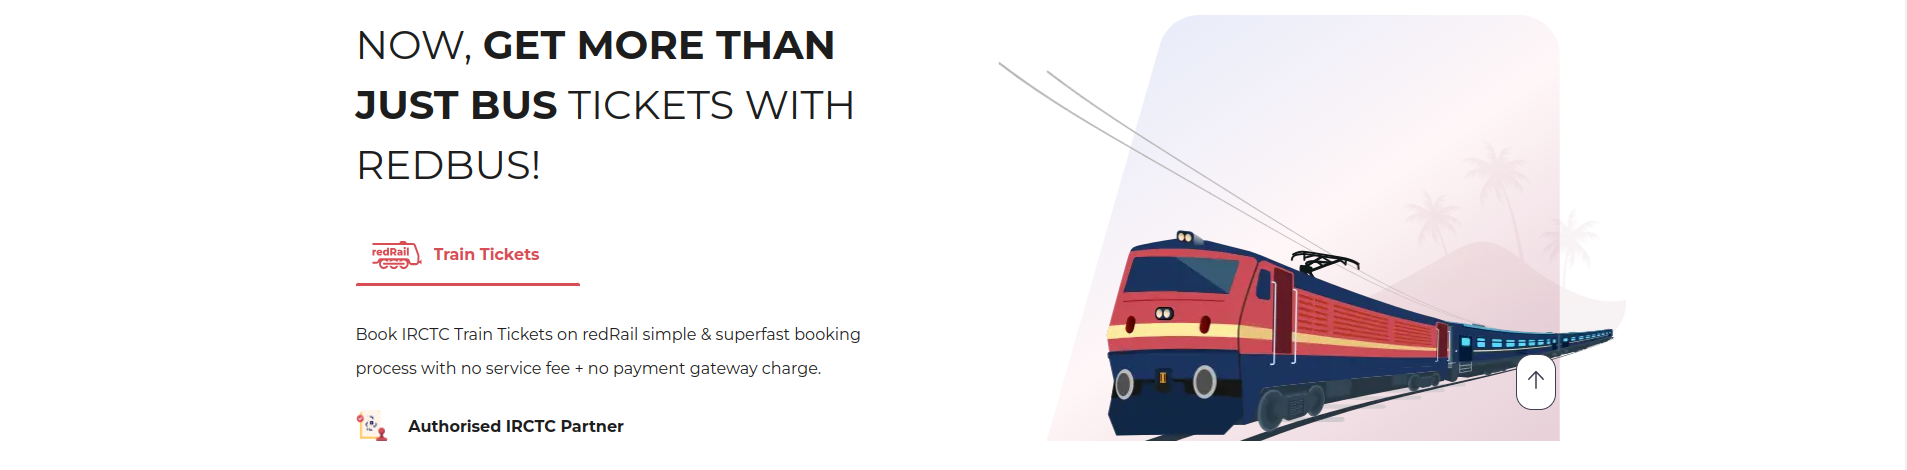 NOW, GET MORE THAN
JUST BUS TICKETS WITH
REDBUS!
redRail
Train Tickets
Book IRCTC Train Tickets on redRail simple & superfast booking
process with no service fee + no payment gateway charge.
Authorised IRCTC Partner